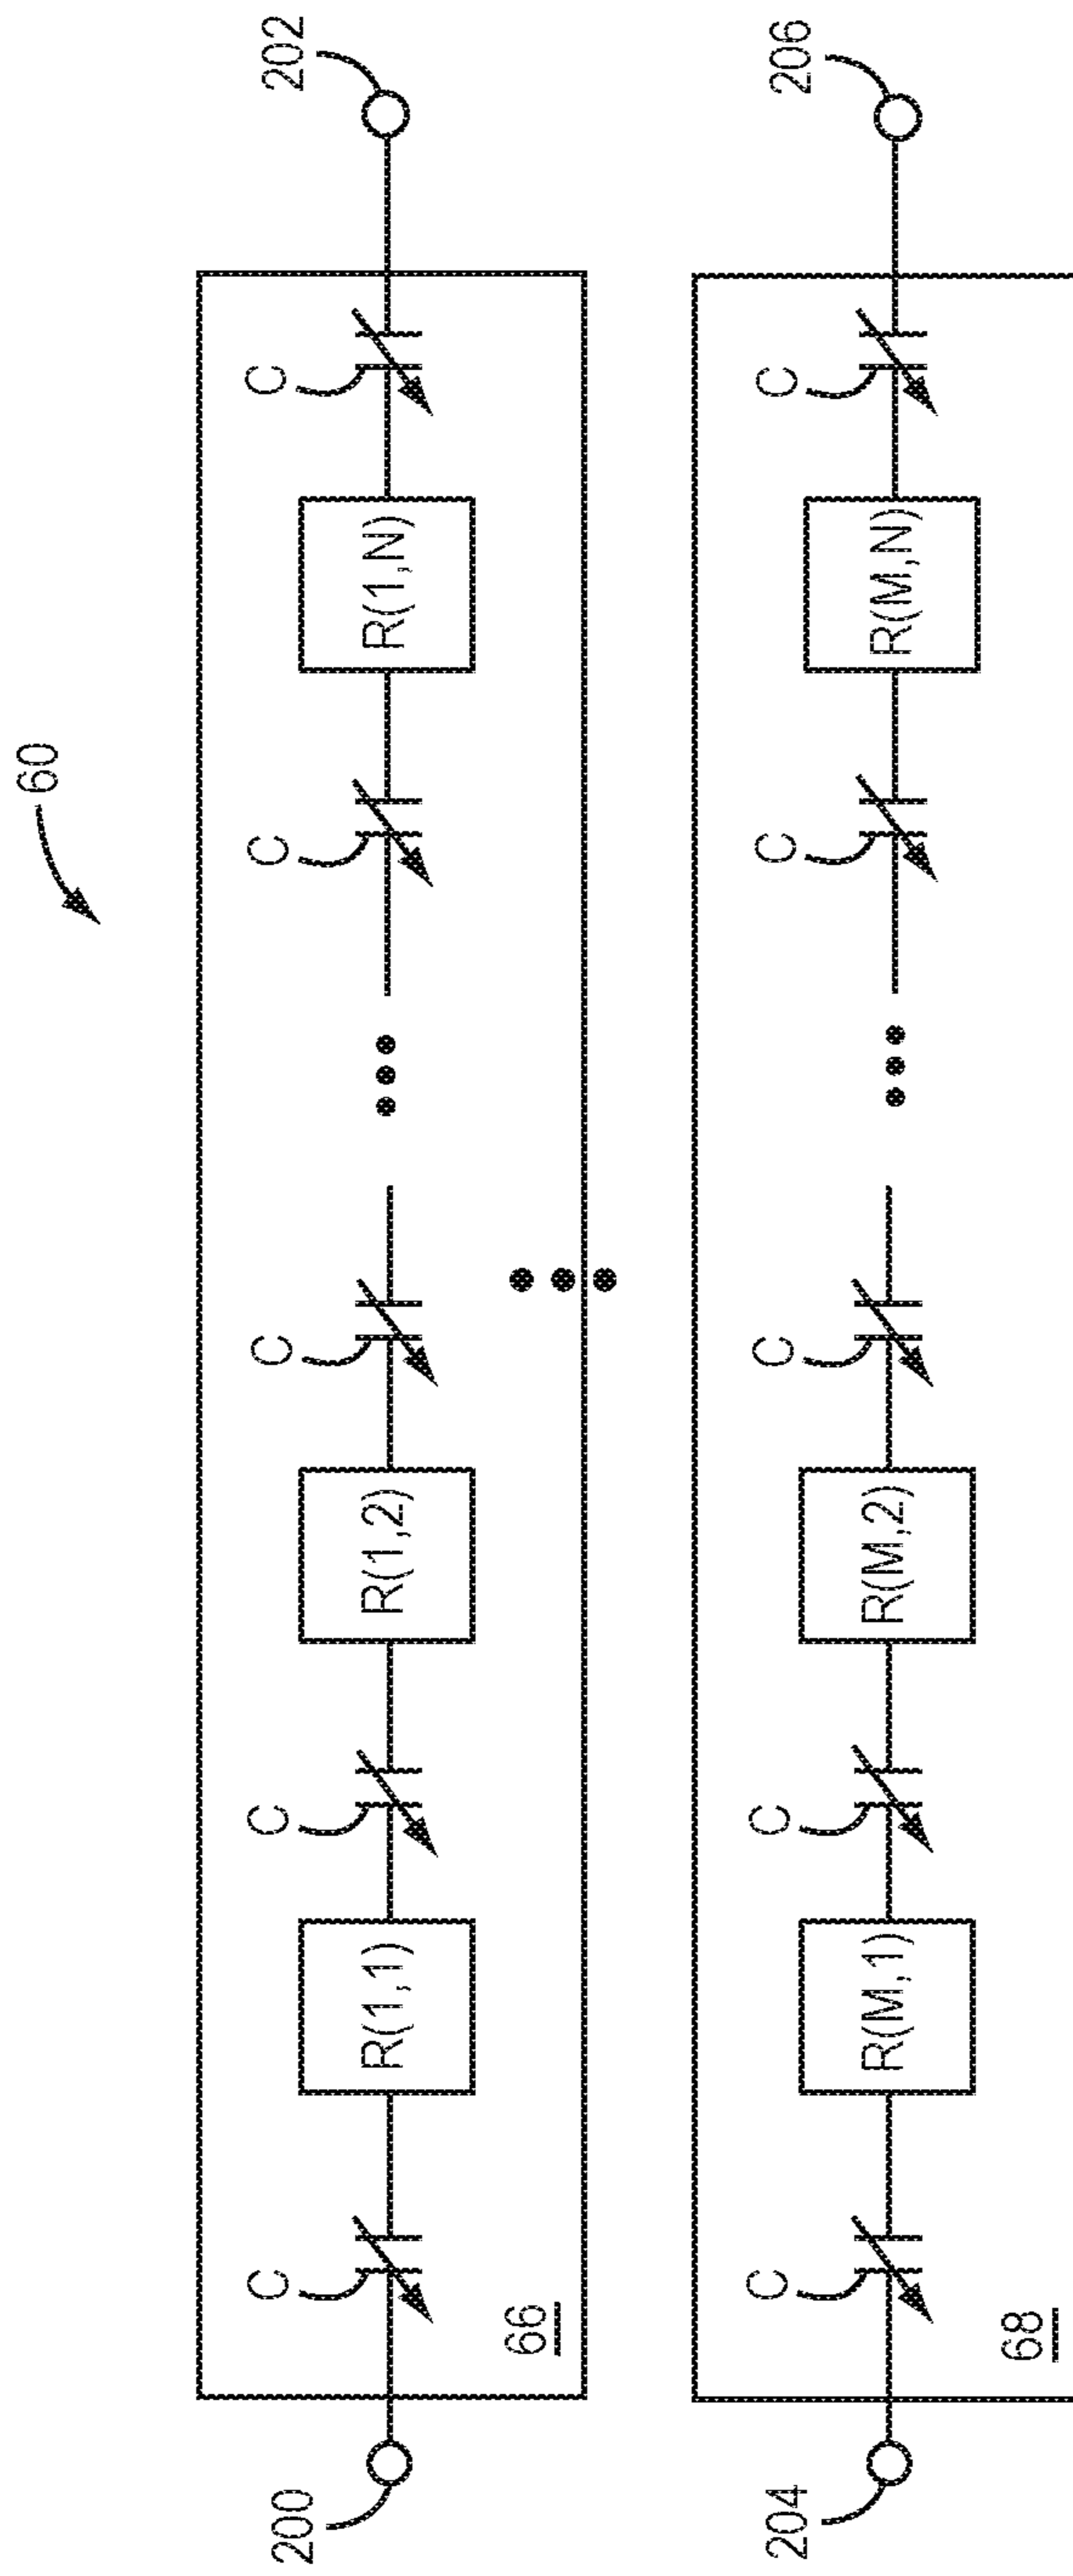 60
C
C
C
C
C
200
R(1,1)
R(1,2)
R(1,N)
202
66
C
C
C
C
C
204
R(M,1)
R(M,2)
R(M,N)
206
68